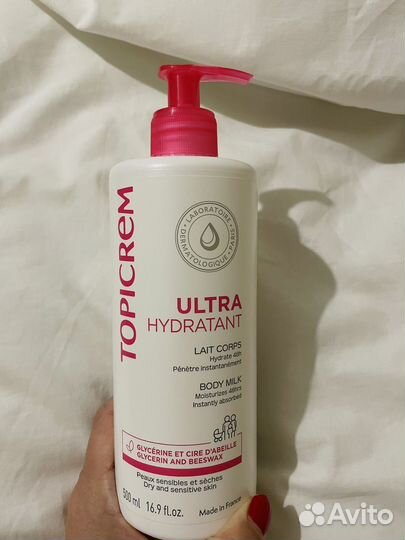 TOPICREM
LABORATOIRE
DERMATOLOGIQUE • PARIS
ULTRA
HYDRATANT
LAIT CORPS
Hydrate 48h
Pénètre instantanément
BODY MILK
Moisturizes 48hrs
Instantly absorbed
GLYCÉRINE ET CIRE D'ABEILLE
GLYCERIN AND BEESWAX
Peaux sensibles et sèches
Dry and sensitive skin
500 ml 16.9 fl.oz.
Made in France
Avito